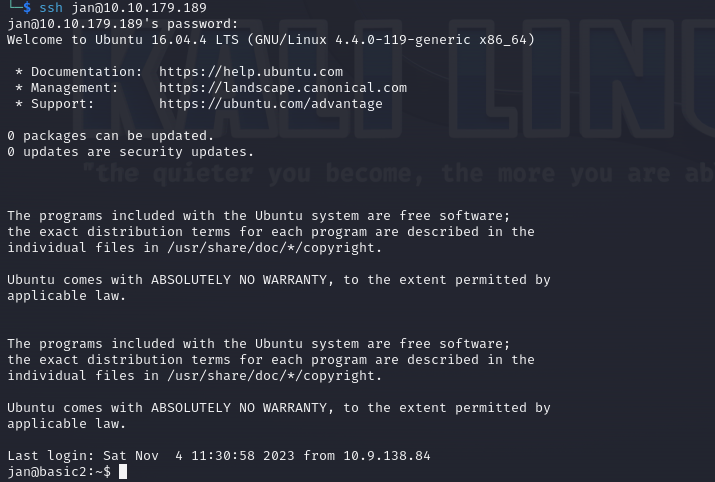 └─$ ssh jan@10.10.179.189
jan@10.10.179.189's password:
Welcome to Ubuntu 16.04.4 LTS (GNU/Linux 4.4.0-119-generic x86_64)
* Documentation:  https://help.ubuntu.com
* Management:     https://landscape.canonical.com
* Support:        https://ubuntu.com/advantage
KALI LINU
0 packages can be updated.
0 updates are security updates.
"the quieter you become, the more you are ab
The programs included with the Ubuntu system are free software;
the exact distribution terms for each program are described in the
individual files in /usr/share/doc/*/copyright.
Ubuntu comes with ABSOLUTELY NO WARRANTY, to the extent permitted by
applicable law.
The programs included with the Ubuntu system are free software;
the exact distribution terms for each program are described in the
individual files in /usr/share/doc/*/copyright.
Ubuntu comes with ABSOLUTELY NO WARRANTY, to the extent permitted by
applicable law.
Last login: Sat Nov  4 11:30:58 2023 from 10.9.138.84
jan@basic2:~$